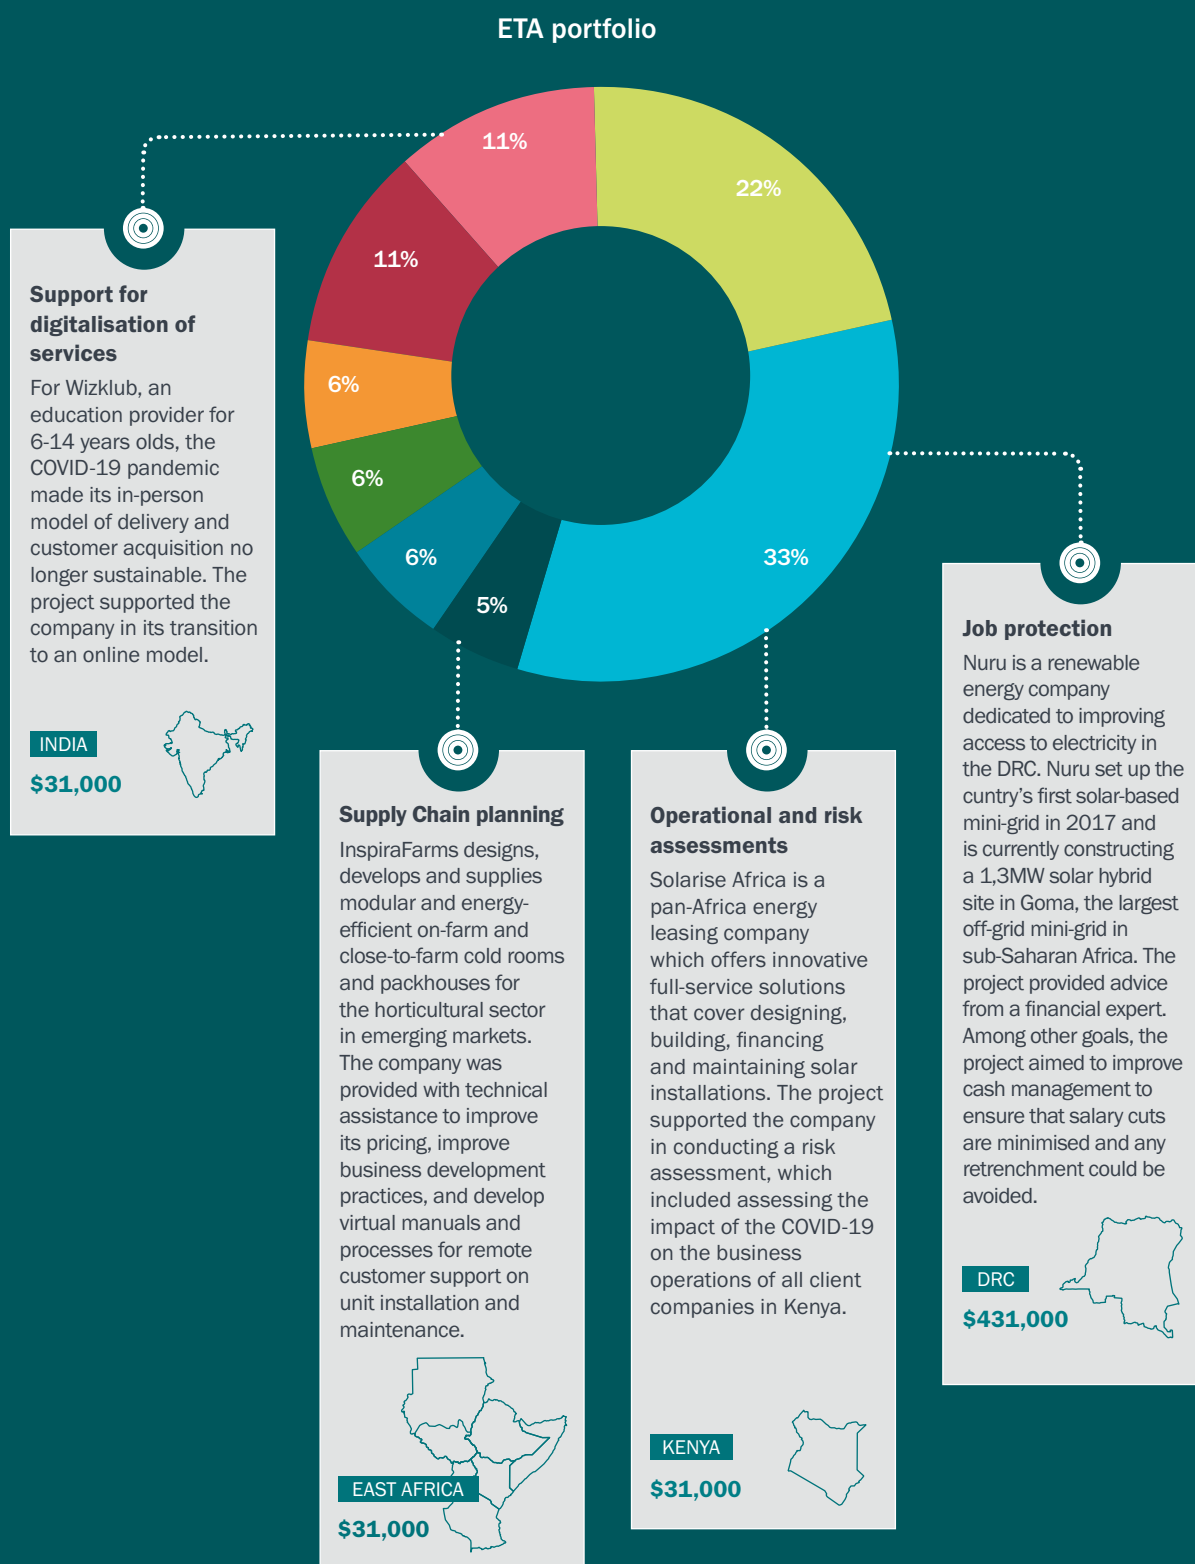 ETA portfolio
11%
22%
11%
6%
6%
6%
5%
33%
Support for
digitalisation of
services
For Wizklub, an
education provider for
6-14 years olds, the
COVID-19 pandemic
made its in-person
model of delivery and
customer acquisition no
longer sustainable. The
project supported the
company in its transition
to an online model.
INDIA
$31,000
Supply Chain planning
InspiraFarms designs,
develops and supplies
modular and energy-
efficient on-farm and
close-to-farm cold rooms
and packhouses for
the horticultural sector
in emerging markets.
The company was
provided with technical
assistance to improve
its pricing, improve
business development
practices, and develop
virtual manuals and
processes for remote
customer support on
unit installation and
maintenance.
EAST AFRICA
$31,000
Operational and risk
assessments
Solarise Africa is a
pan-Africa energy
leasing company
which offers innovative
full-service solutions
that cover designing,
building, financing
and maintaining solar
installations. The project
supported the company
in conducting a risk
assessment, which
included assessing the
impact of the COVID-19
on the business
operations of all client
companies in Kenya.
KENYA
$31,000
Job protection
Nuru is a renewable
energy company
dedicated to improving
access to electricity in
the DRC. Nuru set up the
cuntry's first solar-based
mini-grid in 2017 and
is currently constructing
a 1,3MW solar hybrid
site in Goma, the largest
off-grid mini-grid in
sub-Saharan Africa. The
project provided advice
from a financial expert.
Among other goals, the
project aimed to improve
cash management to
ensure that salary cuts
are minimised and any
retrenchment could be
avoided.
DRC
$431,000